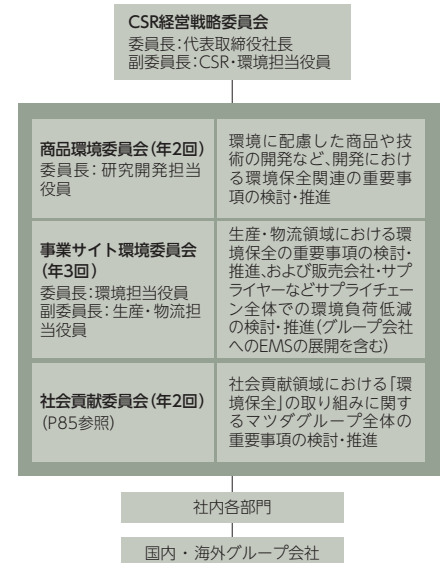 CSR経営戦略委員会
委員長:代表取締役社長
副委員長:CSR・環境担当役員
商品環境委員会(年2回)
委員長:研究開発担当
役員
環境に配慮した商品や技
術の開発など、開発におけ
る環境保全関連の重要事
項の検討・推進
事業サイト環境委員会
(年3回)
委員長:環境担当役員
副委員長:生産・物流担
当役員
生産・物流領域における環
境保全の重要事項の検討・
推進、および販売会社・サプ
ライヤーなどサプライチェー
ン全体での環境負荷低減
の検討・推進(グループ会社
へのEMSの展開を含む)
社会貢献委員会(年2回)
(P85参照)
社会貢献領域における「環
境保全」の取り組みに関す
るマツダグループ全体の
重要事項の検討・推進
社内各部門
国内・海外グループ会社